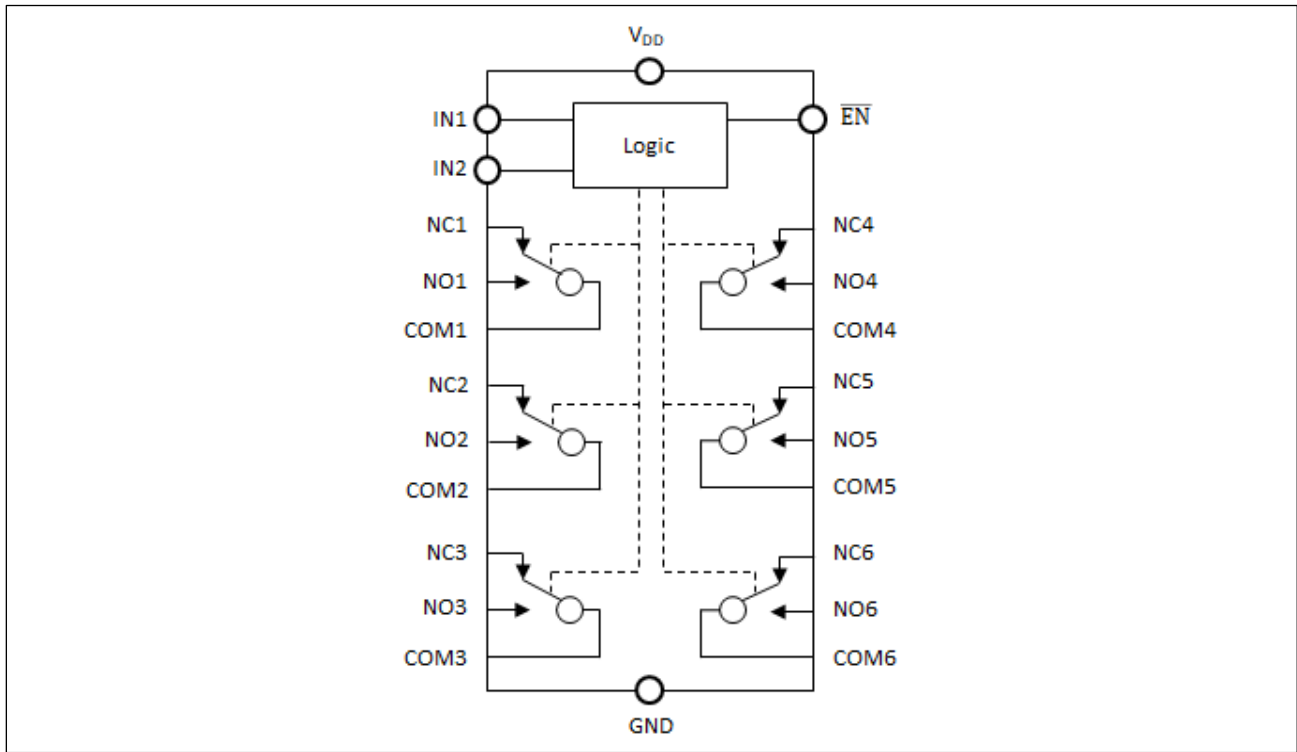 V_DD
IN1
EN̅
Logic
IN2
NC1
NC4
NO1
NO4
COM1
COM4
NC2
NC5
NO2
NO5
COM2
COM5
NC3
NC6
NO3
NO6
COM3
COM6
GND